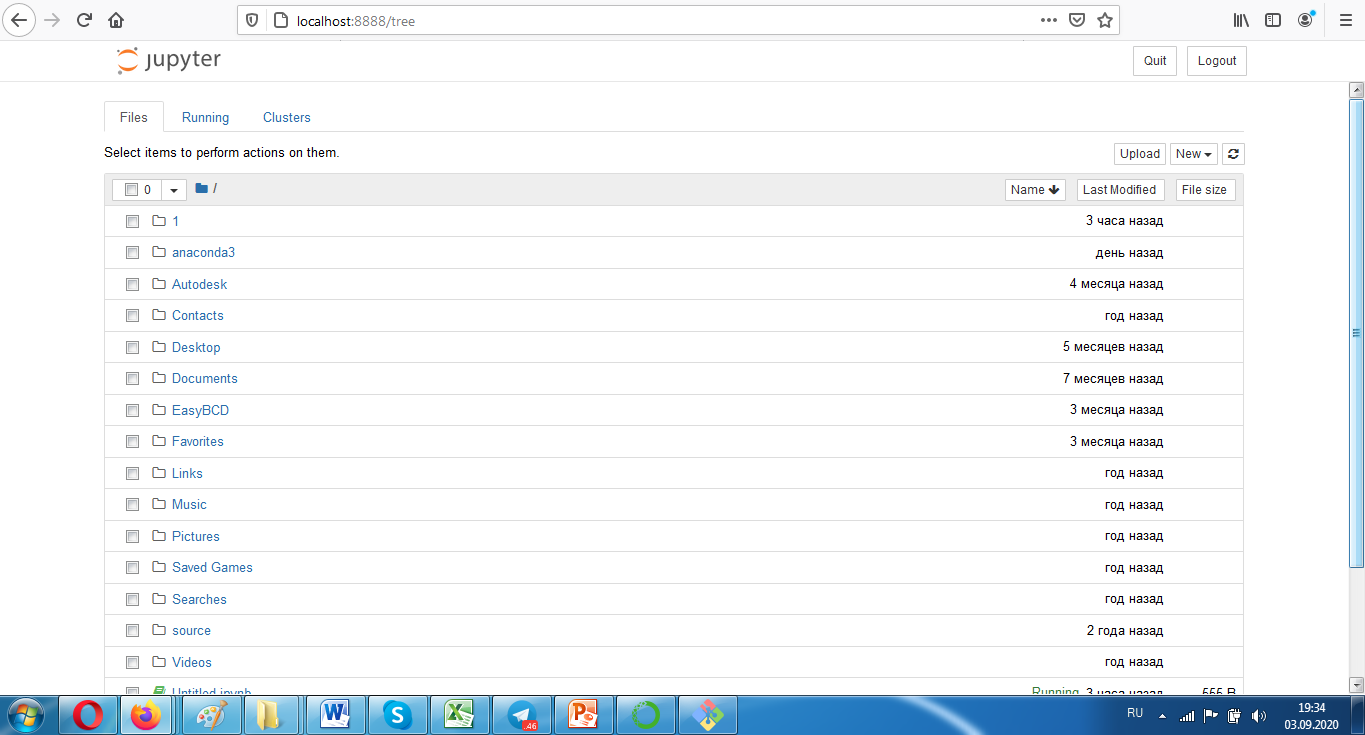 localhost:8888/tree
jupyter
Quit Logout
Files Running Clusters
Select items to perform actions on them.
Upload New
0 / Name Last Modified File size
1 3 часа назад
anaconda3 день назад
Autodesk 4 месяца назад
Contacts год назад
Desktop 5 месяцев назад
Documents 7 месяцев назад
EasyBCD 3 месяца назад
Favorites 3 месяца назад
Links год назад
Music год назад
Pictures год назад
Saved Games год назад
Searches год назад
source 2 года назад
Videos год назад
Untitled.ipynb Running 3 часа назад 555 B
46
RU 19:34
03.09.2020